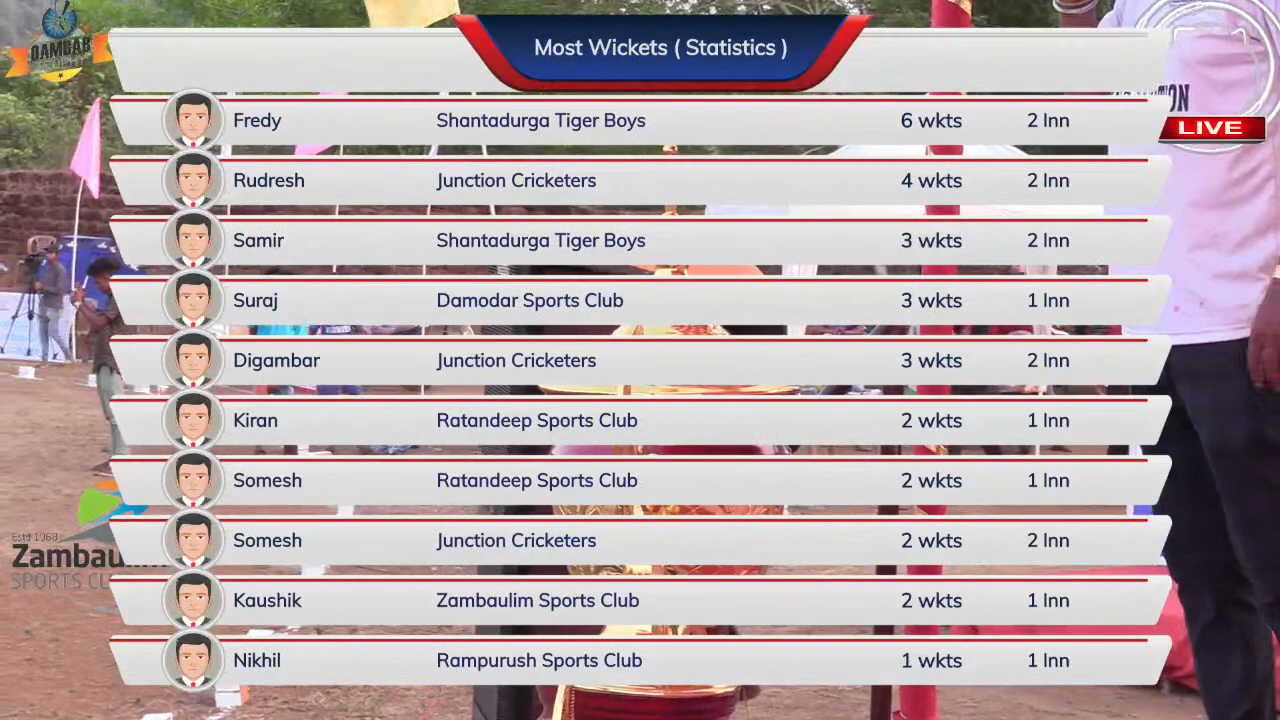 DAMBAB
Most Wickets ( Statistics )
LIVE
Fredy Shantadurga Tiger Boys 6 wkts 2 Inn
Rudresh Junction Cricketers 4 wkts 2 Inn
Samir Shantadurga Tiger Boys 3 wkts 2 Inn
Suraj Damodar Sports Club 3 wkts 1 Inn
Digambar Junction Cricketers 3 wkts 2 Inn
Kiran Ratandeep Sports Club 2 wkts 1 Inn
Somesh Ratandeep Sports Club 2 wkts 1 Inn
Somesh Junction Cricketers 2 wkts 2 Inn
Kaushik Zambaulim Sports Club 2 wkts 1 Inn
Nikhil Rampurush Sports Club 1 wkts 1 Inn
Estd 1968
Zambaulim
SPORTS CL